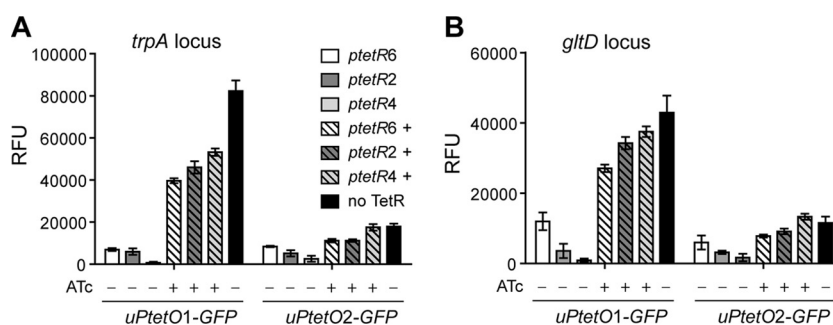 A
trpA locus
RFU
100000
80000
60000
40000
20000
0
ptetR6
ptetR2
ptetR4
ptetR6 +
ptetR2 +
ptetR4 +
no TetR
ATc – – – + + + – – – – + + + –
uPtetO1-GFP uPtetO2-GFP
B
gltD locus
RFU
60000
40000
20000
0
ATc – – – + + + – – – – + + + –
uPtetO1-GFP uPtetO2-GFP